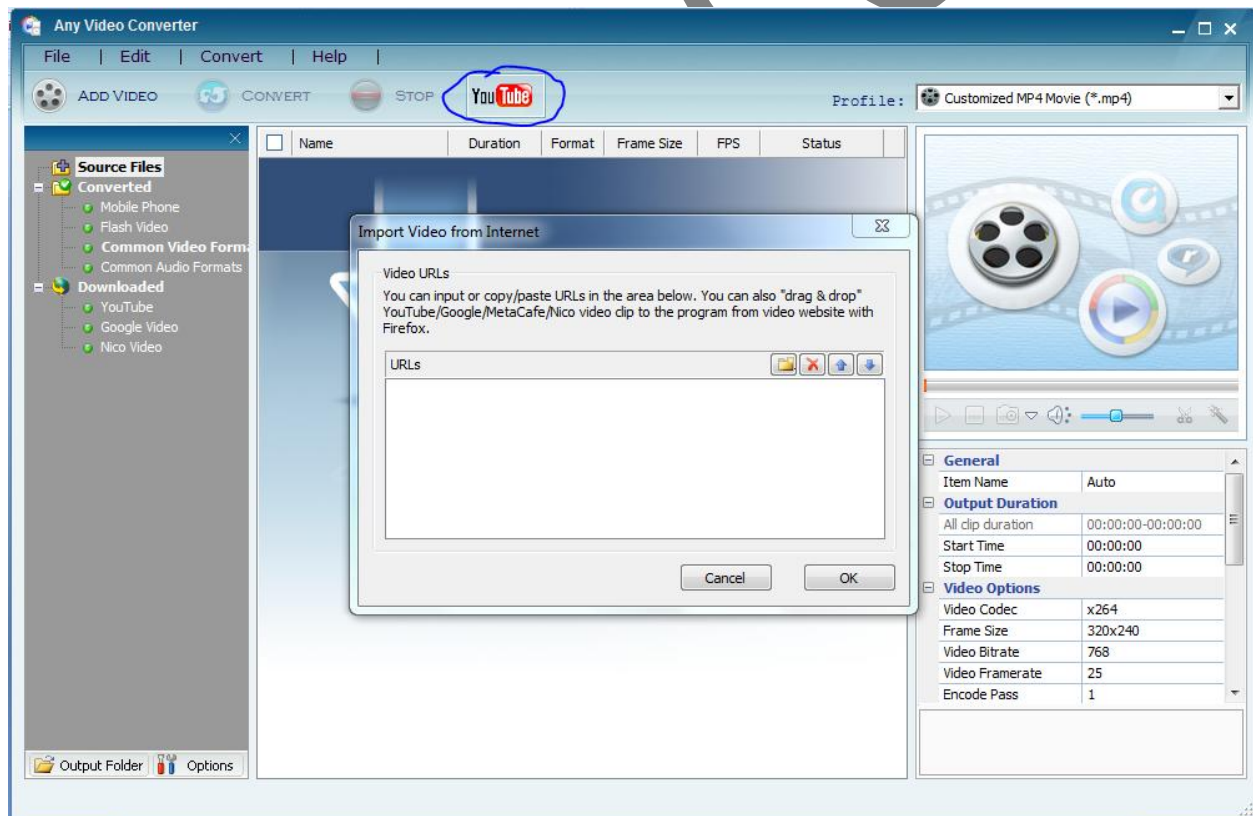 Any Video Converter
File | Edit | Convert | Help |
ADD VIDEO CONVERT STOP YouTube Profile: Customized MP4 Movie (*.mp4)
Name Duration Format Frame Size FPS Status
Source Files
Converted
Mobile Phone
Flash Video
Common Video Forma
Common Audio Formats
Downloaded
YouTube
Google Video
Nico Video
Import Video from Internet
Video URLs
You can input or copy/paste URLs in the area below. You can also "drag & drop"
YouTube/Google/MetaCafe/Nico video clip to the program from video website with
Firefox.
URLs
Cancel OK
General
Item Name Auto
Output Duration
All clip duration 00:00:00-00:00:00
Start Time 00:00:00
Stop Time 00:00:00
Video Options
Video Codec x264
Frame Size 320x240
Video Bitrate 768
Video Framerate 25
Encode Pass 1
Output Folder Options